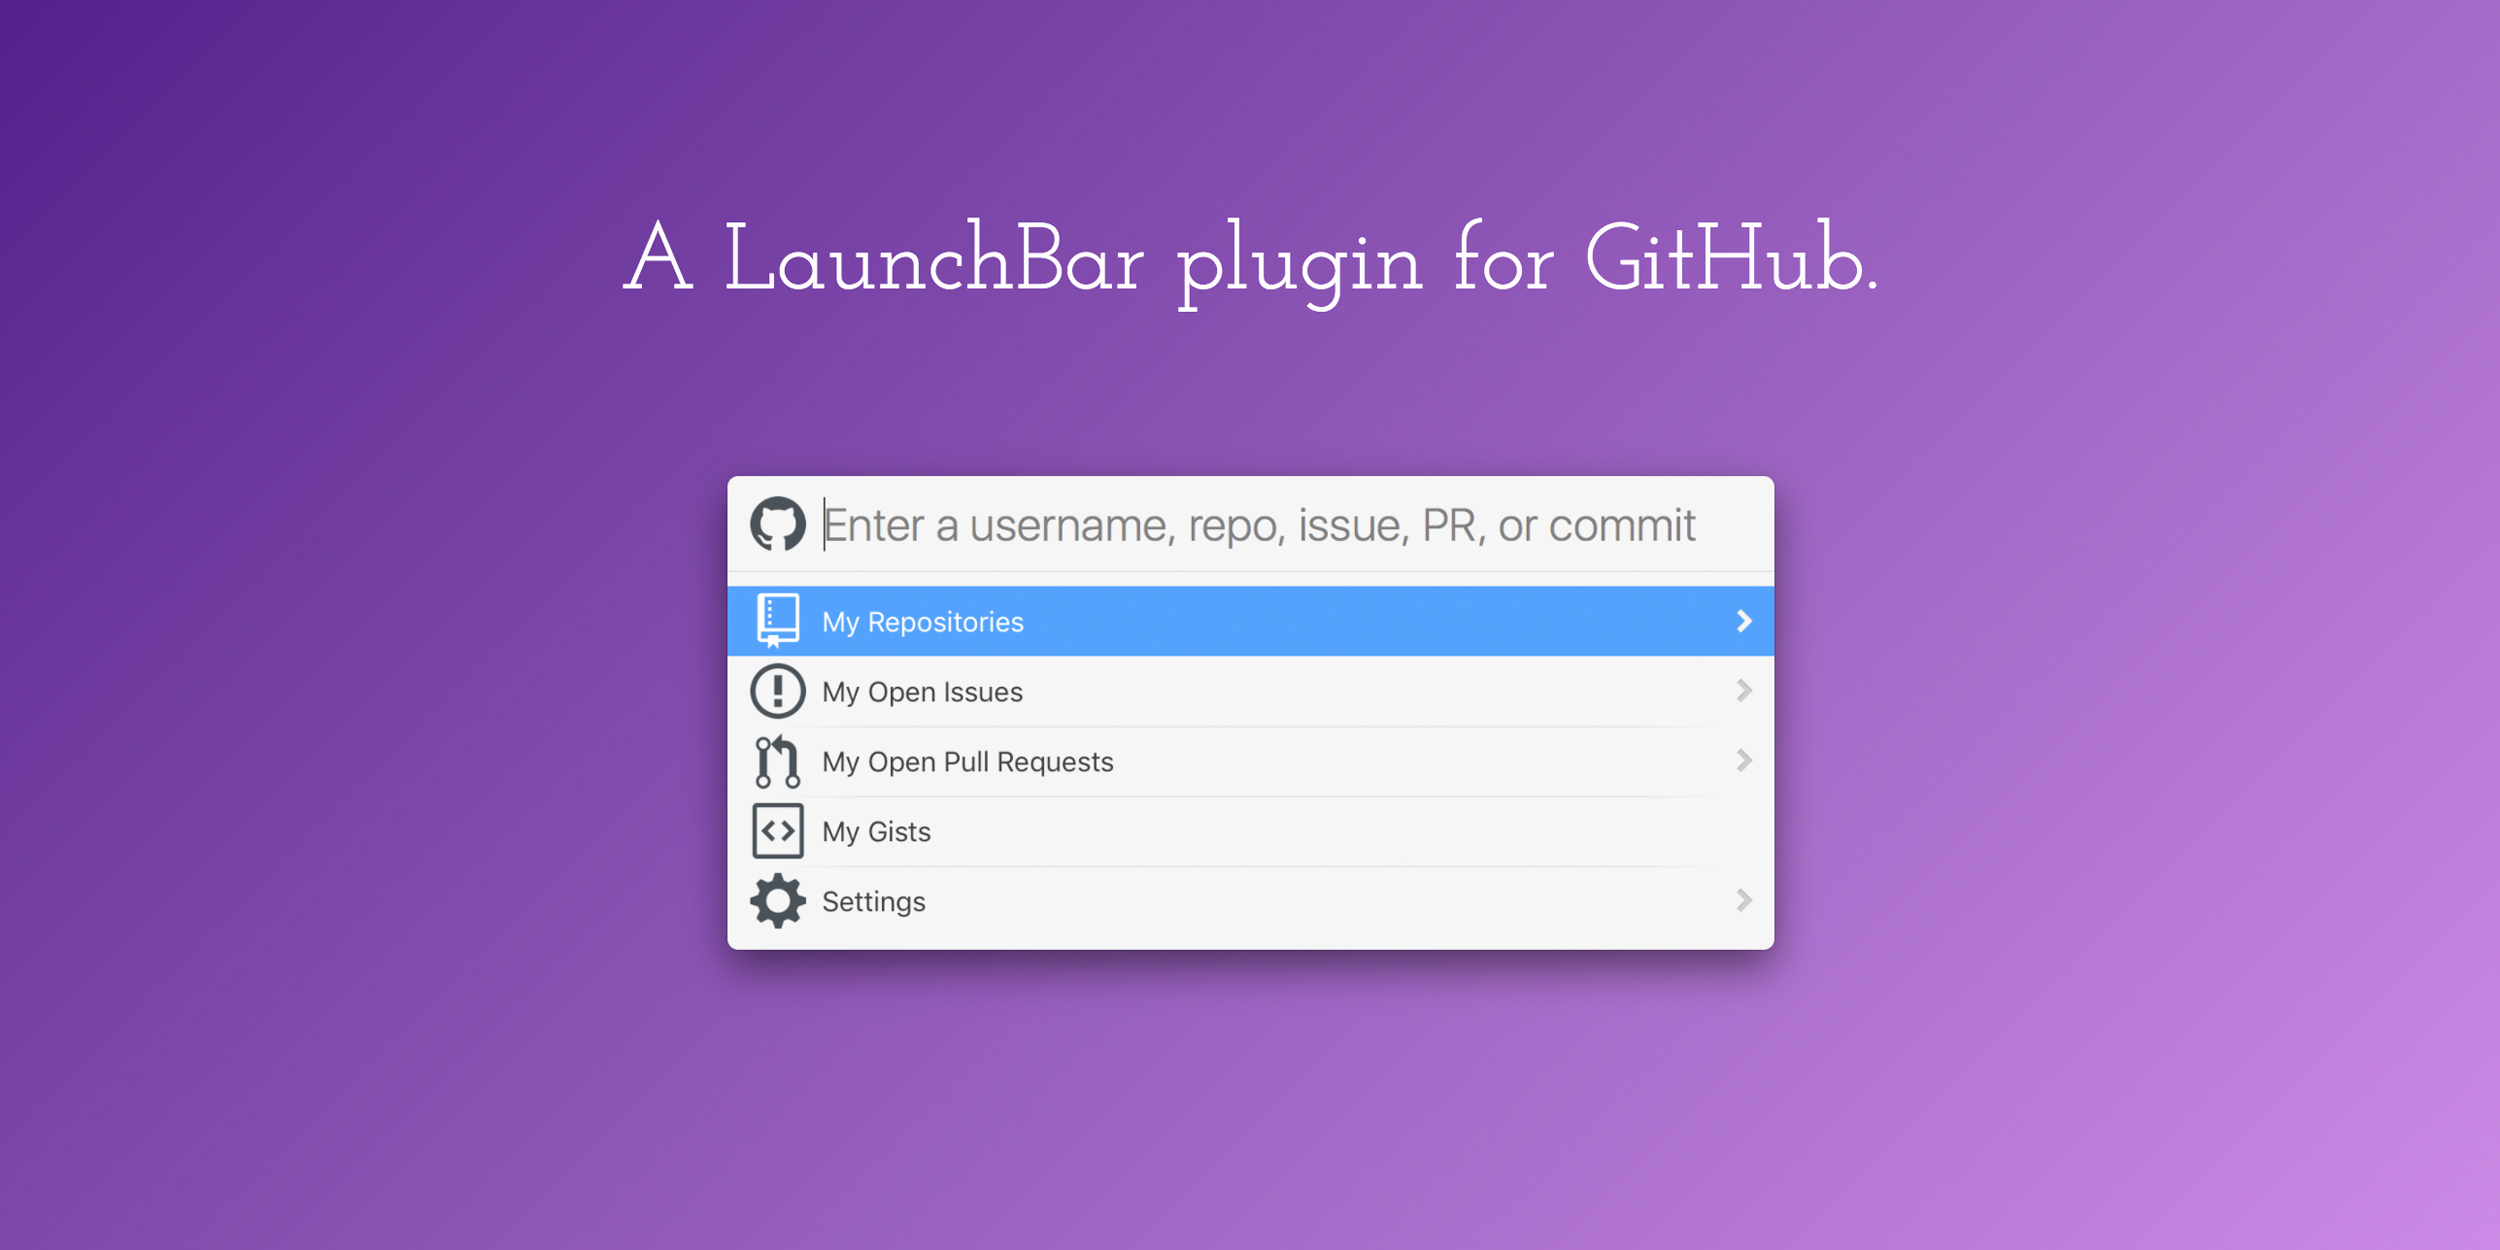 A LaunchBar plugin for GitHub.
Enter a username, repo, issue, PR, or commit
My Repositories
My Open Issues
My Open Pull Requests
My Gists
Settings